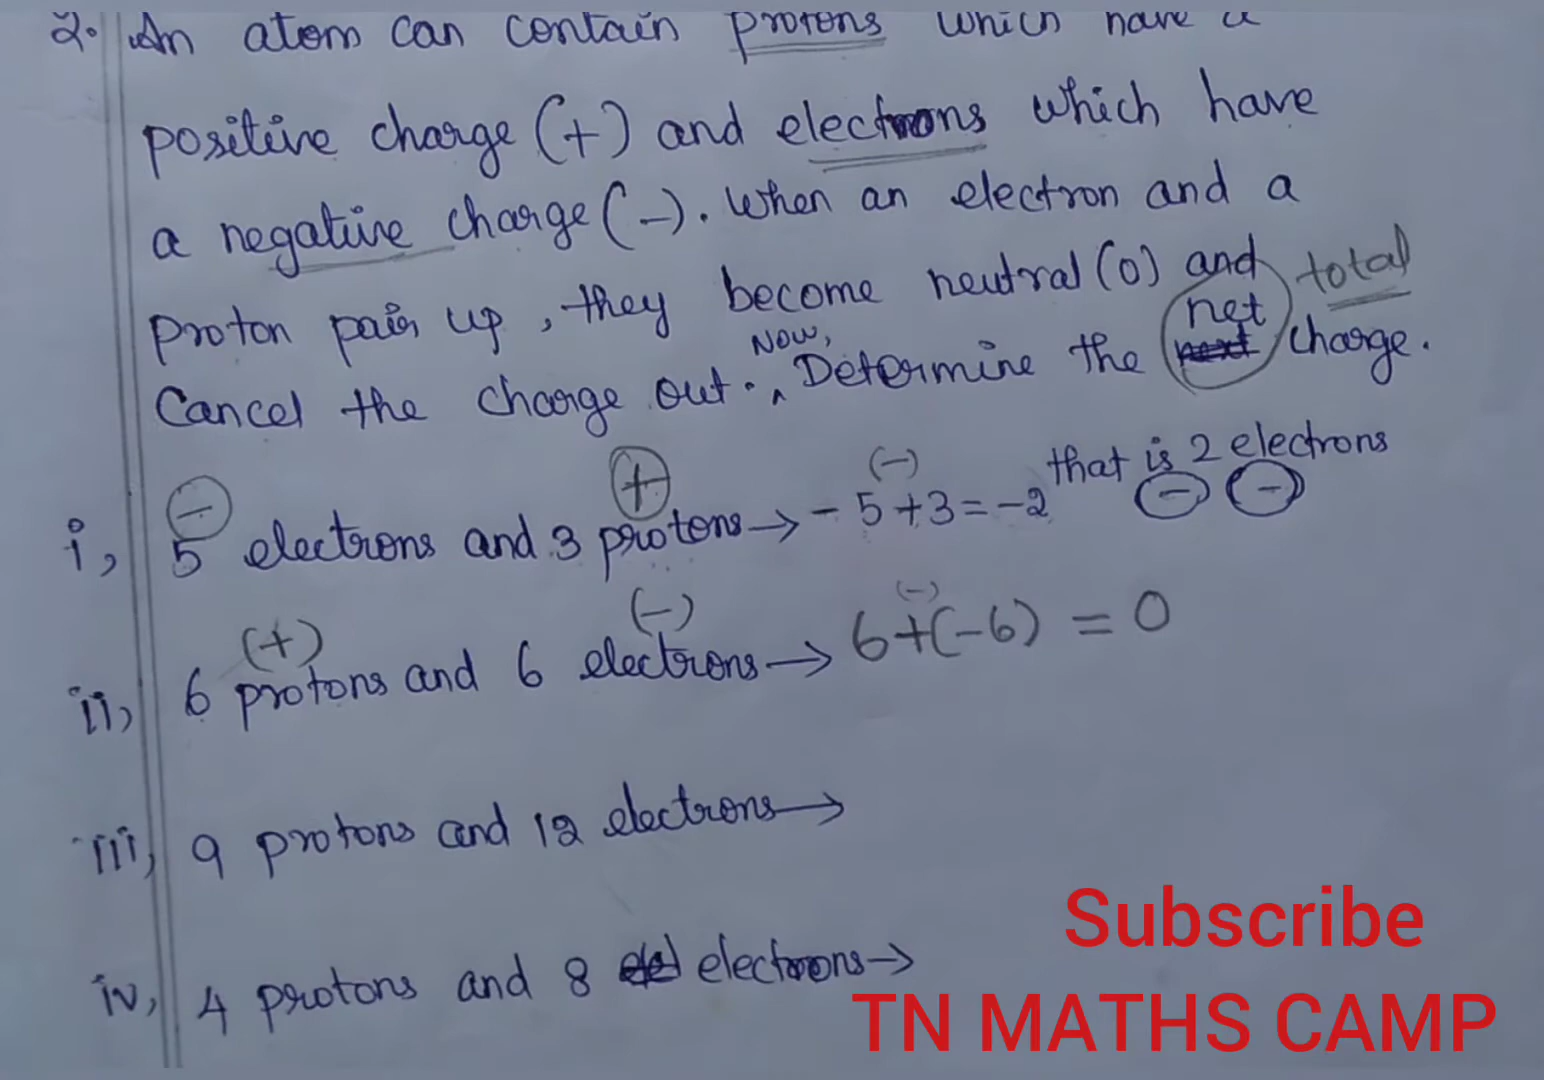 2. An atom can contain protons which have a
positive charge (+) and electrons which have
a negative charge (-). When an electron and a
proton pair up, they become neutral (0) and
total
net
Now,
Cancel the charge out. ‸ Determine the charge.
(-)
that is 2 electrons
- -
- +
i, 5 electrons and 3 protons → - 5 + 3 = -2
(+) (-) (-)
ii, 6 protons and 6 electrons → 6+(-6) = 0
iii, 9 protons and 12 electrons →
iv, 4 protons and 8 electrons →
Subscribe
TN MATHS CAMP